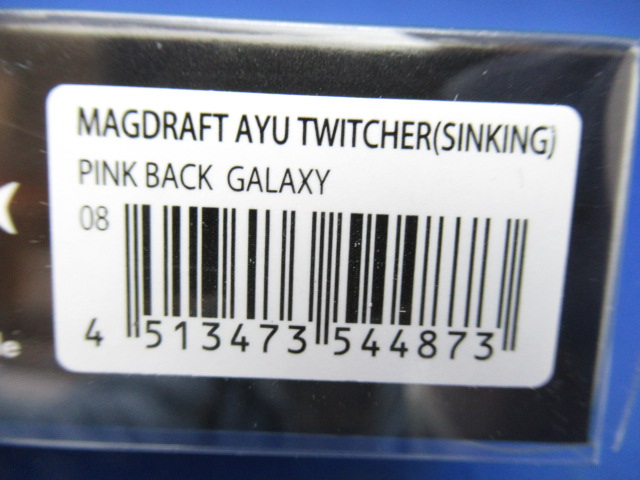 MAGDRAFT AYU TWITCHER(SINKING)
PINK BACK GALAXY
08
4 513473 544873